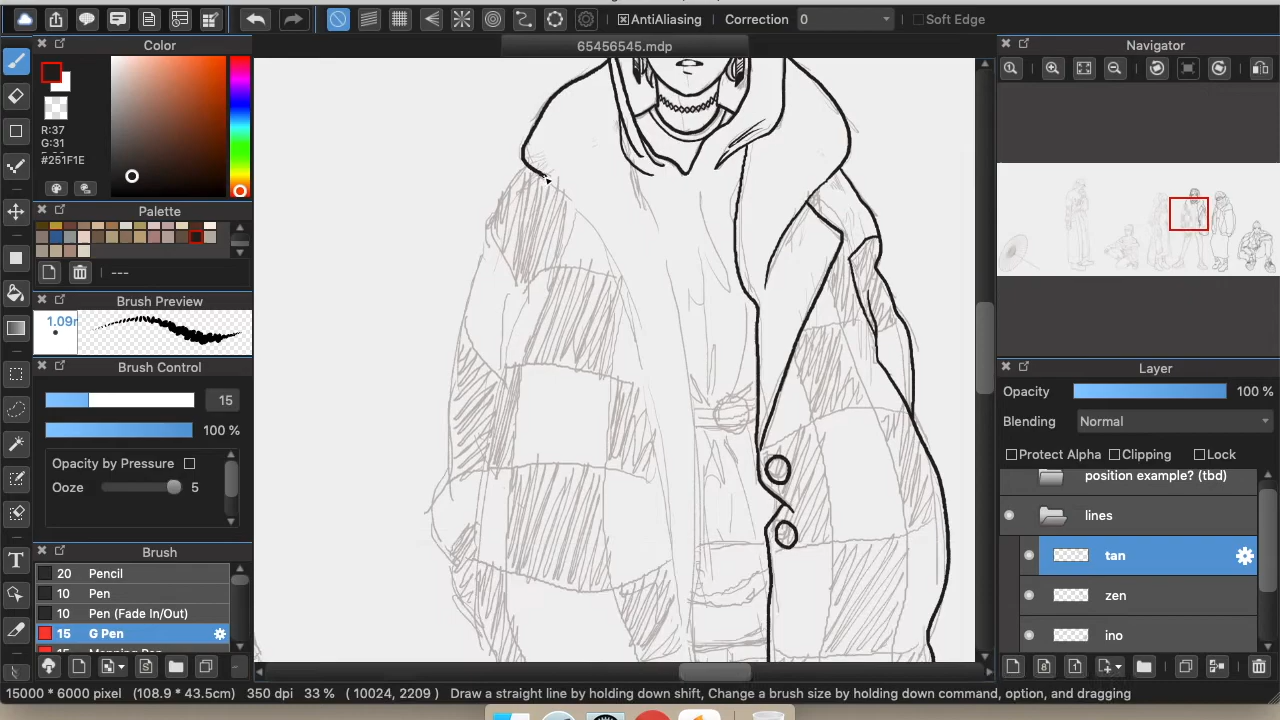 AntiAliasing Correction 0 Soft Edge
65456545.mdp
Color
R:37
G:31
#251F1E
Palette
---
Brush Preview
1.09
Brush Control
15
100 %
Opacity by Pressure
Ooze 5
Brush
20 Pencil
10 Pen
10 Pen (Fade In/Out)
15 G Pen
Navigator
Layer
Opacity 100 %
Blending Normal
Protect Alpha Clipping Lock
position example? (tbd)
lines
tan
zen
ino
15000 * 6000 pixel (108.9 * 43.5cm) 350 dpi 33 % ( 10024, 2209 ) Draw a straight line by holding down shift, Change a brush size by holding down command, option, and dragging